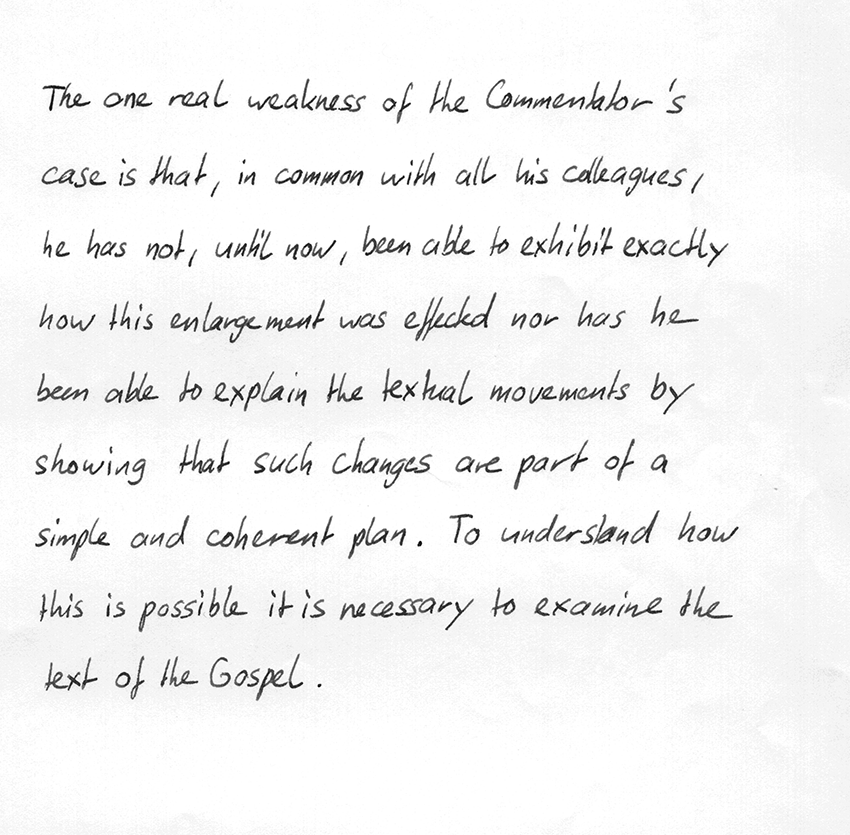 The one real weakness of the Commentator's
case is that, in common with all his colleagues,
he has not, until now, been able to exhibit exactly
how this enlargement was effected nor has he
been able to explain the textual movements by
showing that such changes are part of a
simple and coherent plan. To understand how
this is possible it is necessary to examine the
text of the Gospel.